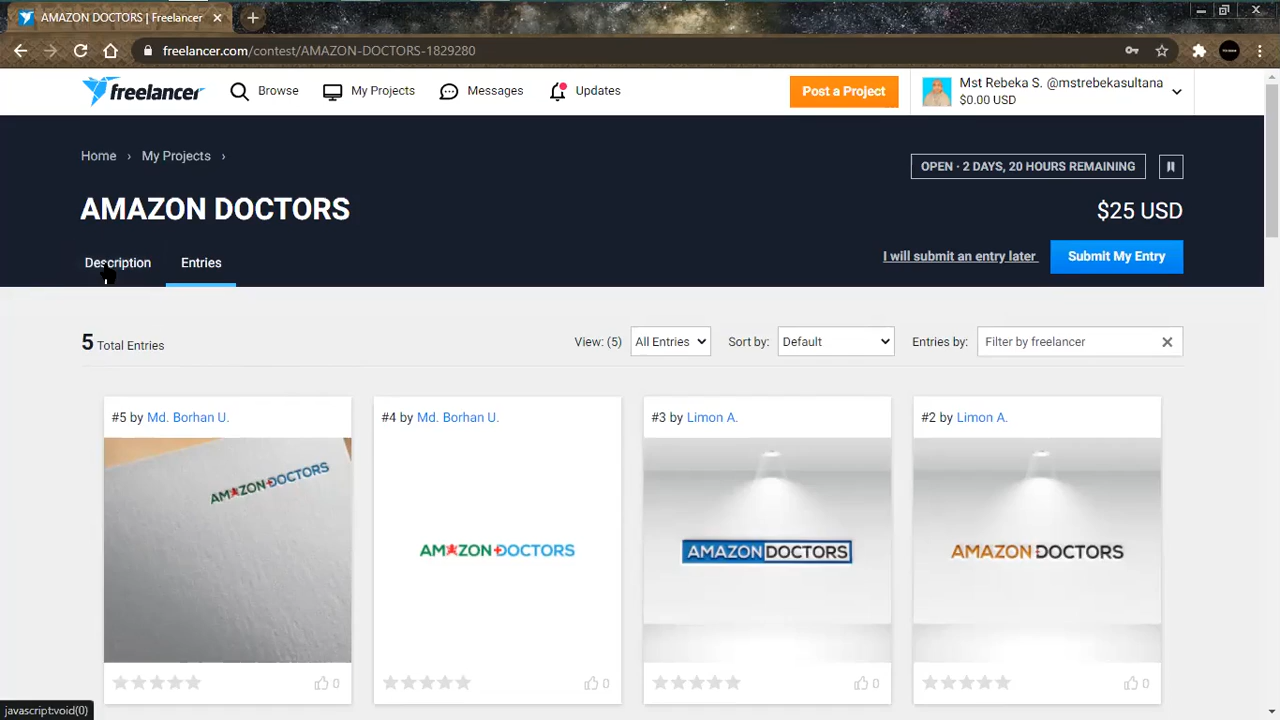 AMAZON DOCTORS | Freelancer
freelancer.com/contest/AMAZON-DOCTORS-1829280
freelancer
Browse
My Projects
Messages
Updates
Post a Project
Mst Rebeka S. @mstrebekasultana
$0.00 USD
Home › My Projects ›
OPEN · 2 DAYS, 20 HOURS REMAINING
AMAZON DOCTORS
$25 USD
Description
Entries
I will submit an entry later
Submit My Entry
5 Total Entries
View: (5)
All Entries
Sort by:
Default
Entries by:
Filter by freelancer
#5 by Md. Borhan U.
#4 by Md. Borhan U.
#3 by Limon A.
#2 by Limon A.
AMAZON DOCTORS
AMAZON DOCTORS
AMAZON DOCTORS
AMAZON DOCTORS
0
0
0
0
javascript:void(0)